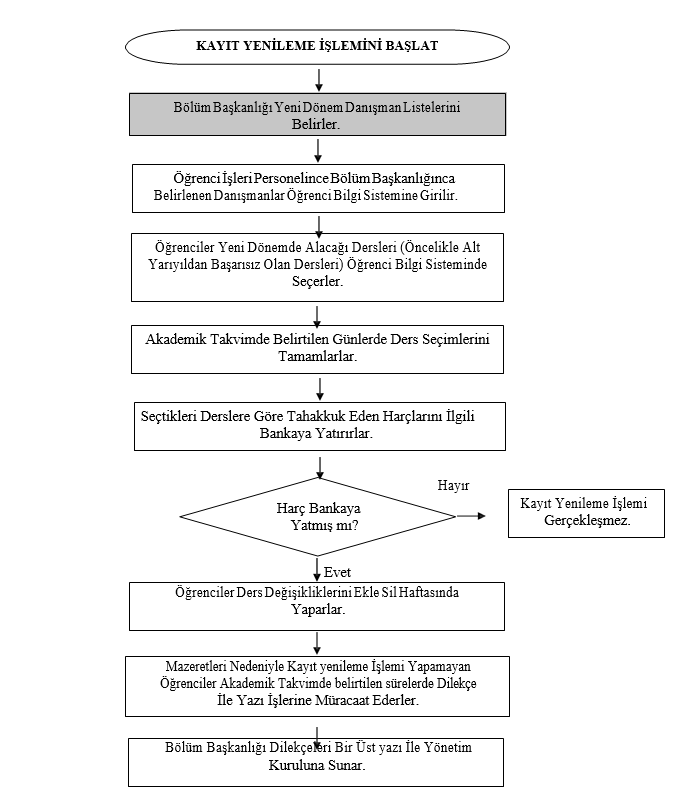 KAYIT YENİLEME İŞLEMİNİ BAŞLAT
Bölüm Başkanlığı Yeni Dönem Danışman Listelerini
Belirler.
Öğrenci İşleri Personelince Bölüm Başkanlığınca
Belirlenen Danışmanlar Öğrenci Bilgi Sistemine Girilir.
Öğrenciler Yeni Dönemde Alacağı Dersleri (Öncelikle Alt
Yarıyıldan Başarısız Olan Dersleri) Öğrenci Bilgi Sisteminde
Seçerler.
Akademik Takvimde Belirtilen Günlerde Ders Seçimlerini
Tamamlarlar.
Seçtikleri Derslere Göre Tahakkuk Eden Harçlarını İlgili
Bankaya Yatırırlar.
Harç Bankaya
Yatmış mı?
Hayır
Kayıt Yenileme İşlemi
Gerçekleşmez.
Evet
Öğrenciler Ders Değişikliklerini Ekle Sil Haftasında
Yaparlar.
Mazeretleri Nedeniyle Kayıt yenileme İşlemi Yapamayan
Öğrenciler Akademik Takvimde belirtilen sürelerde Dilekçe
İle Yazı İşlerine Müracaat Ederler.
Bölüm Başkanlığı Dilekçeleri Bir Üst yazı İle Yönetim
Kuruluna Sunar.